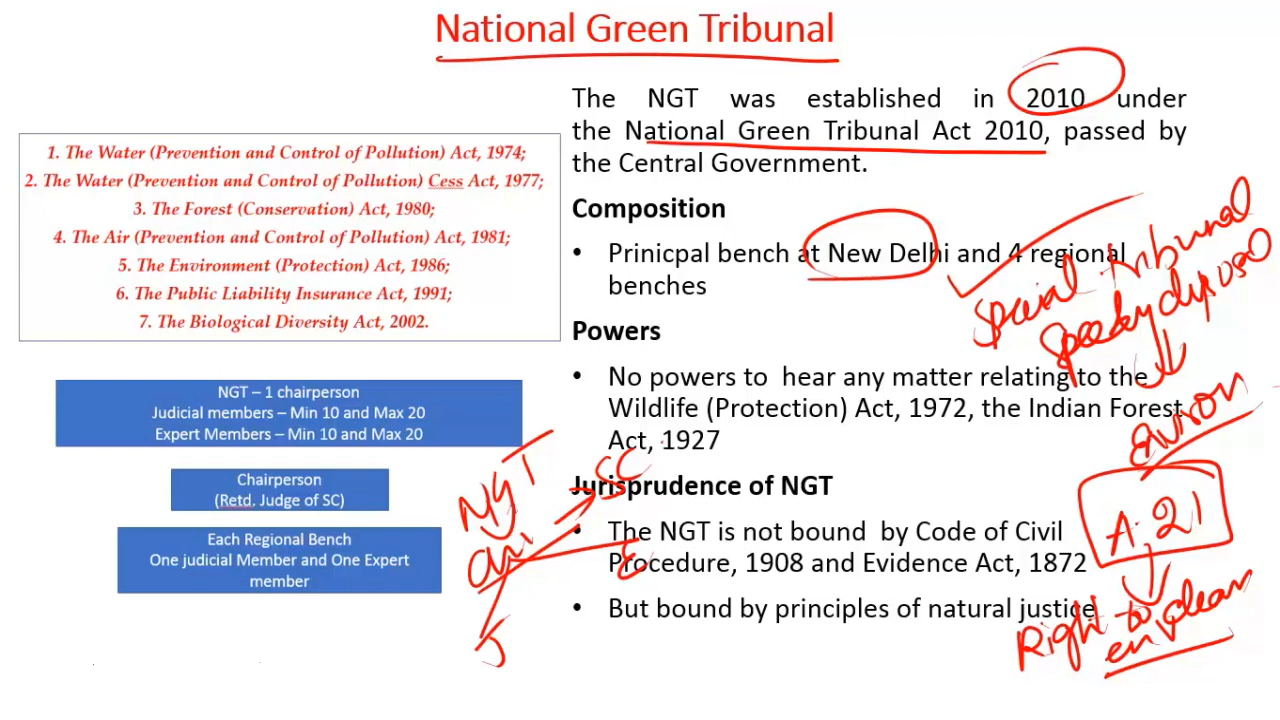 National Green Tribunal
1. The Water (Prevention and Control of Pollution) Act, 1974;
2. The Water (Prevention and Control of Pollution) Cess Act, 1977;
3. The Forest (Conservation) Act, 1980;
4. The Air (Prevention and Control of Pollution) Act, 1981;
5. The Environment (Protection) Act, 1986;
6. The Public Liability Insurance Act, 1991;
7. The Biological Diversity Act, 2002.
NGT – 1 chairperson
Judicial members – Min 10 and Max 20
Expert Members – Min 10 and Max 20
Chairperson
(Retd. Judge of SC)
Each Regional Bench
One judicial Member and One Expert
member
The NGT was established in 2010 under
the National Green Tribunal Act 2010, passed by
the Central Government.
Composition
• Prinicpal bench at New Delhi and 4 regional
benches
Powers
• No powers to hear any matter relating to the
Wildlife (Protection) Act, 1972, the Indian Forest
Act, 1927
Jurisprudence of NGT
• The NGT is not bound by Code of Civil
Procedure, 1908 and Evidence Act, 1872
• But bound by principles of natural justice
Special tribunal
Speedy disposal
Environ
A. 21
Right to clean
env
NGT
SC
E
J